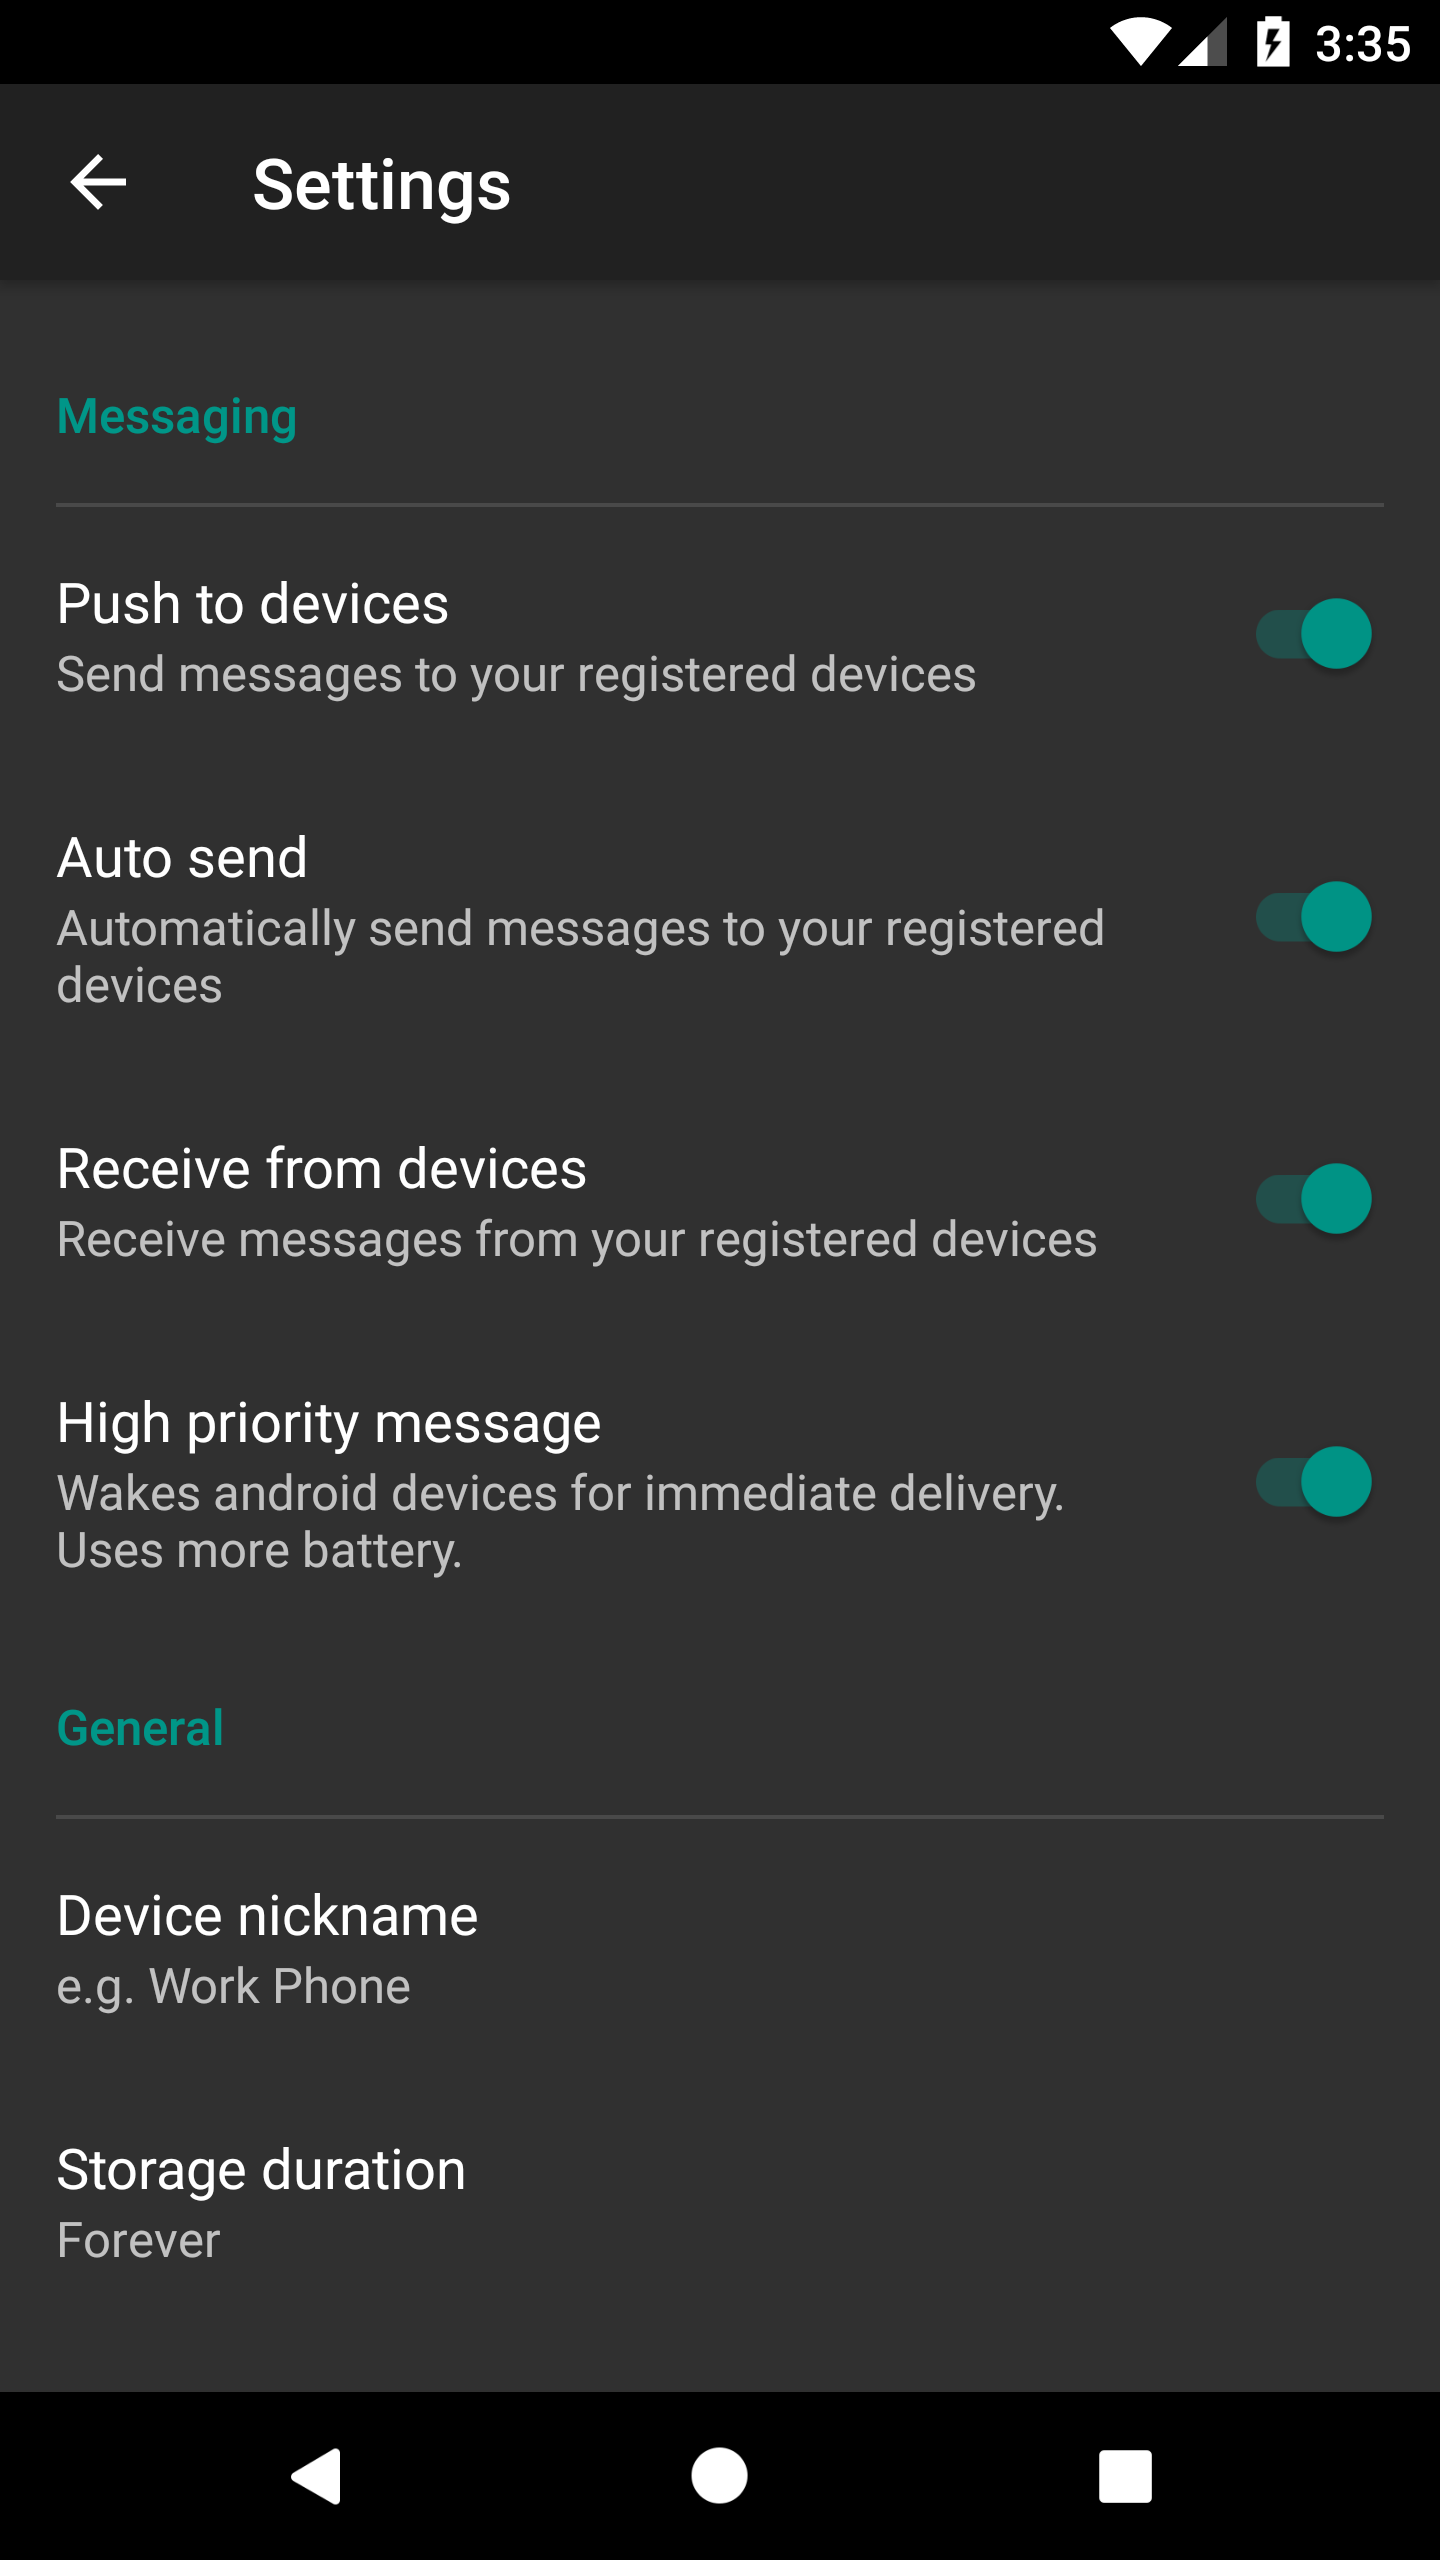 3:35
Settings
Messaging
Push to devices
Send messages to your registered devices
Auto send
Automatically send messages to your registered
devices
Receive from devices
Receive messages from your registered devices
High priority message
Wakes android devices for immediate delivery.
Uses more battery.
General
Device nickname
e.g. Work Phone
Storage duration
Forever